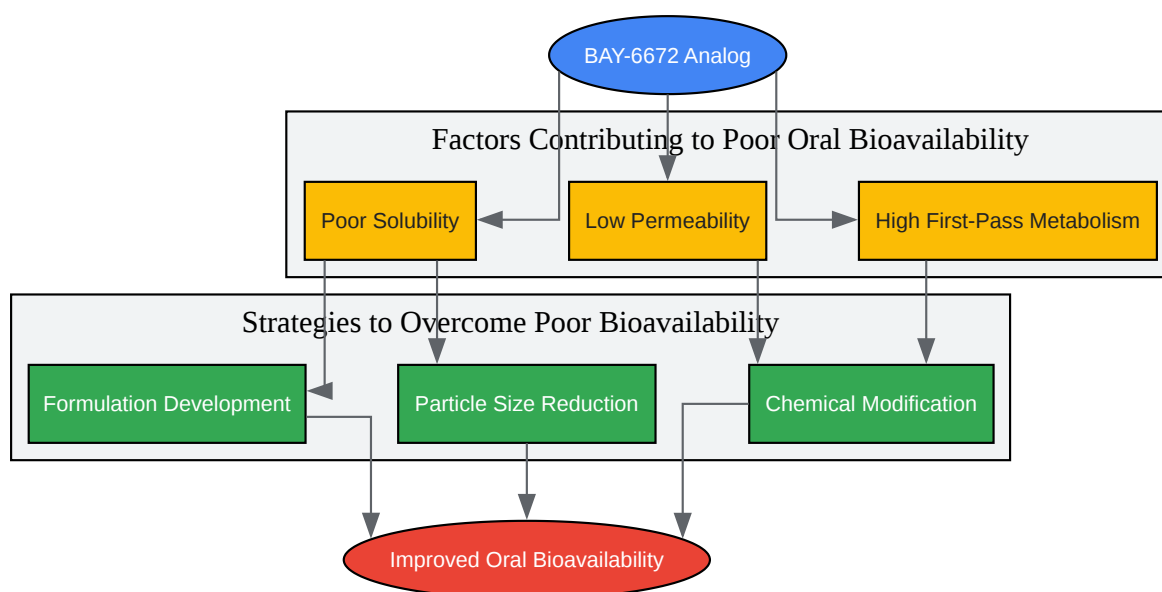 BAY-6672 Analog
Factors Contributing to Poor Oral Bioavailability
Poor Solubility
Low Permeability
High First-Pass Metabolism
Strategies to Overcome Poor Bioavailability
Formulation Development
Particle Size Reduction
Chemical Modification
Improved Oral Bioavailability